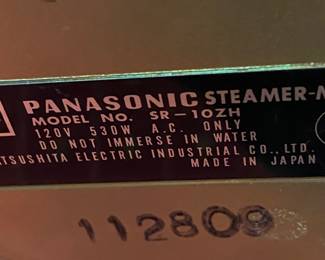 PANASONIC STEAMER-
MODEL NO. SR-10ZH
120V 530W A.C. ONLY
DO NOT IMMERSE IN WATER
TSUSHITA ELECTRIC INDUSTRIAL CO., LTD.
MADE IN JAPAN
112809